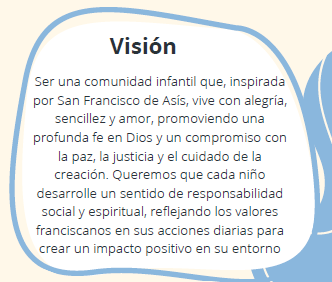 Visión
Ser una comunidad infantil que, inspirada
por San Francisco de Asís, vive con alegría,
sencillez y amor, promoviendo una
profunda fe en Dios y un compromiso con
la paz, la justicia y el cuidado de la
creación. Queremos que cada niño
desarrolle un sentido de responsabilidad
social y espiritual, reflejando los valores
franciscanos en sus acciones diarias para
crear un impacto positivo en su entorno